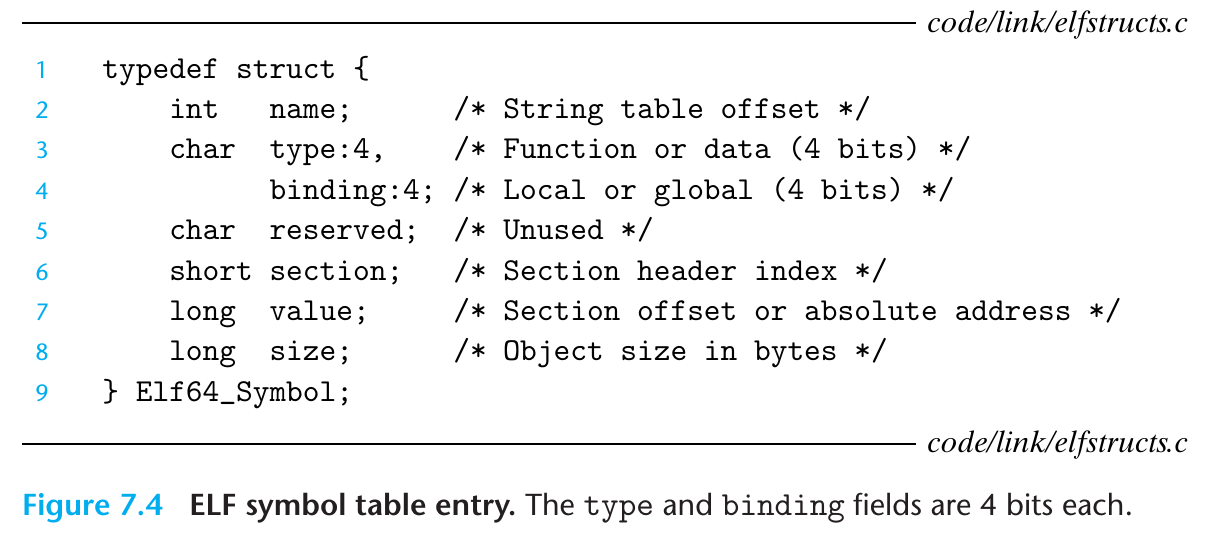 code/link/elfstructs.c
1 typedef struct {
2 int name; /* String table offset */
3 char type:4, /* Function or data (4 bits) */
4 binding:4; /* Local or global (4 bits) */
5 char reserved; /* Unused */
6 short section; /* Section header index */
7 long value; /* Section offset or absolute address */
8 long size; /* Object size in bytes */
9 } Elf64_Symbol;
code/link/elfstructs.c
Figure 7.4 ELF symbol table entry. The type and binding fields are 4 bits each.